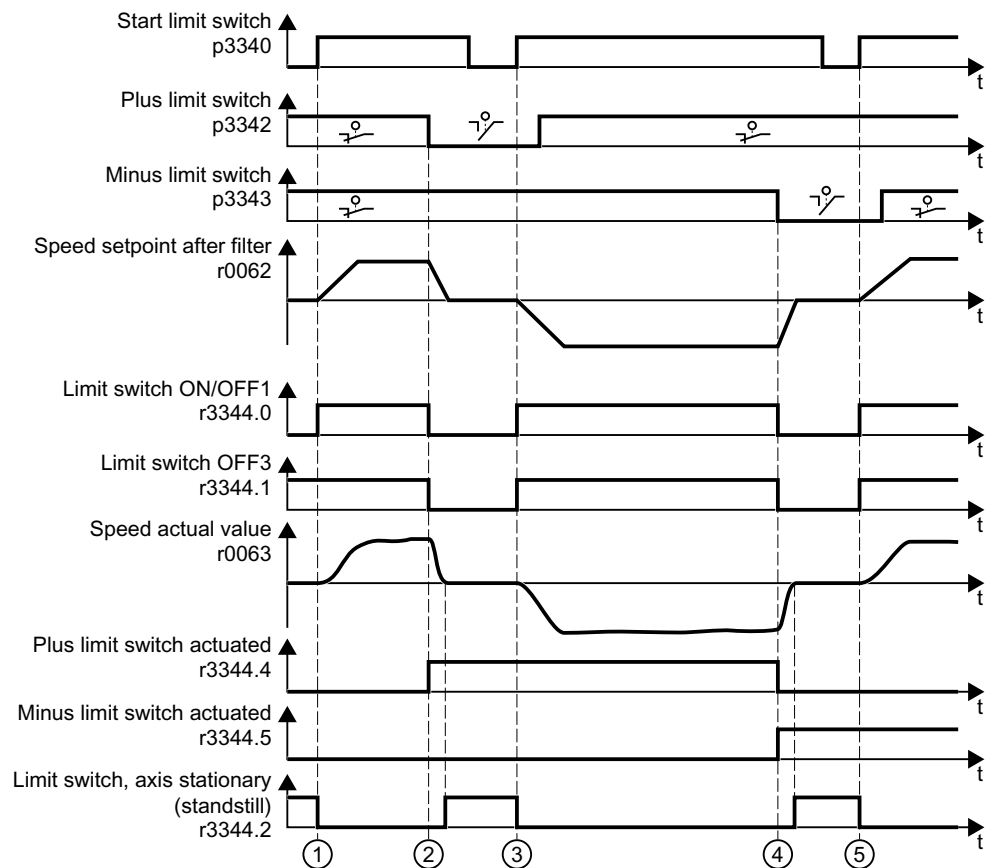 Start limit switch
p3340
t
Plus limit switch
p3342
t
Minus limit switch
p3343
t
Speed setpoint after filter
r0062
t
Limit switch ON/OFF1
r3344.0
t
Limit switch OFF3
r3344.1
t
Speed actual value
r0063
t
Plus limit switch actuated
r3344.4
t
Minus limit switch actuated
r3344.5
t
Limit switch, axis stationary
(standstill)
r3344.2
t
1 2 3 4 5